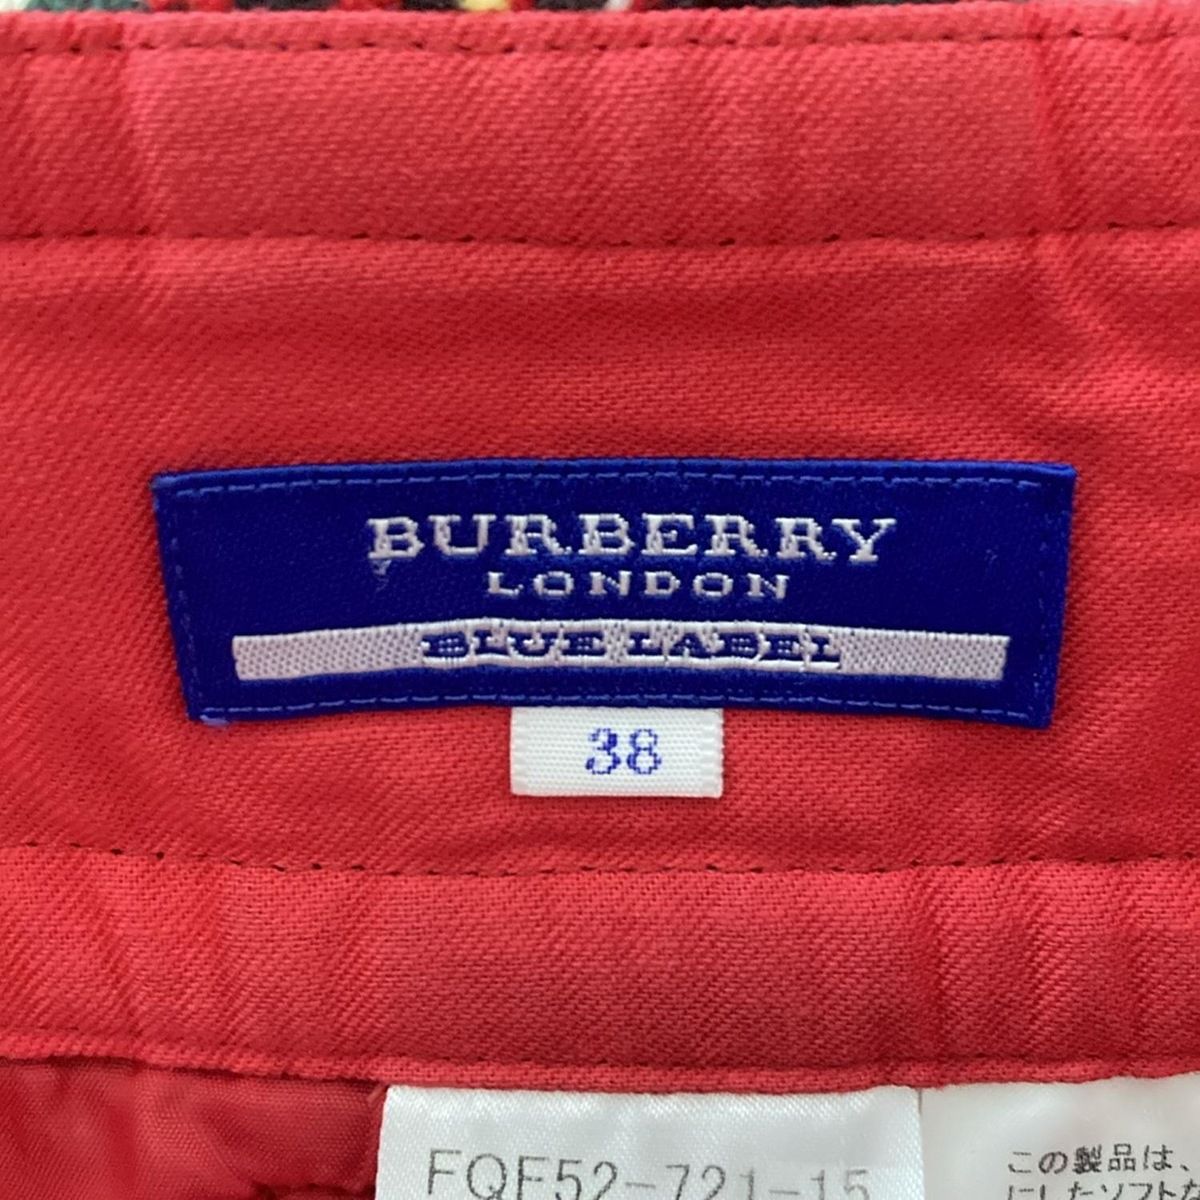 BURBERRY
LONDON
BLUE LABEL
38
FQF52-721-15
この製品は、
にしたソフトを